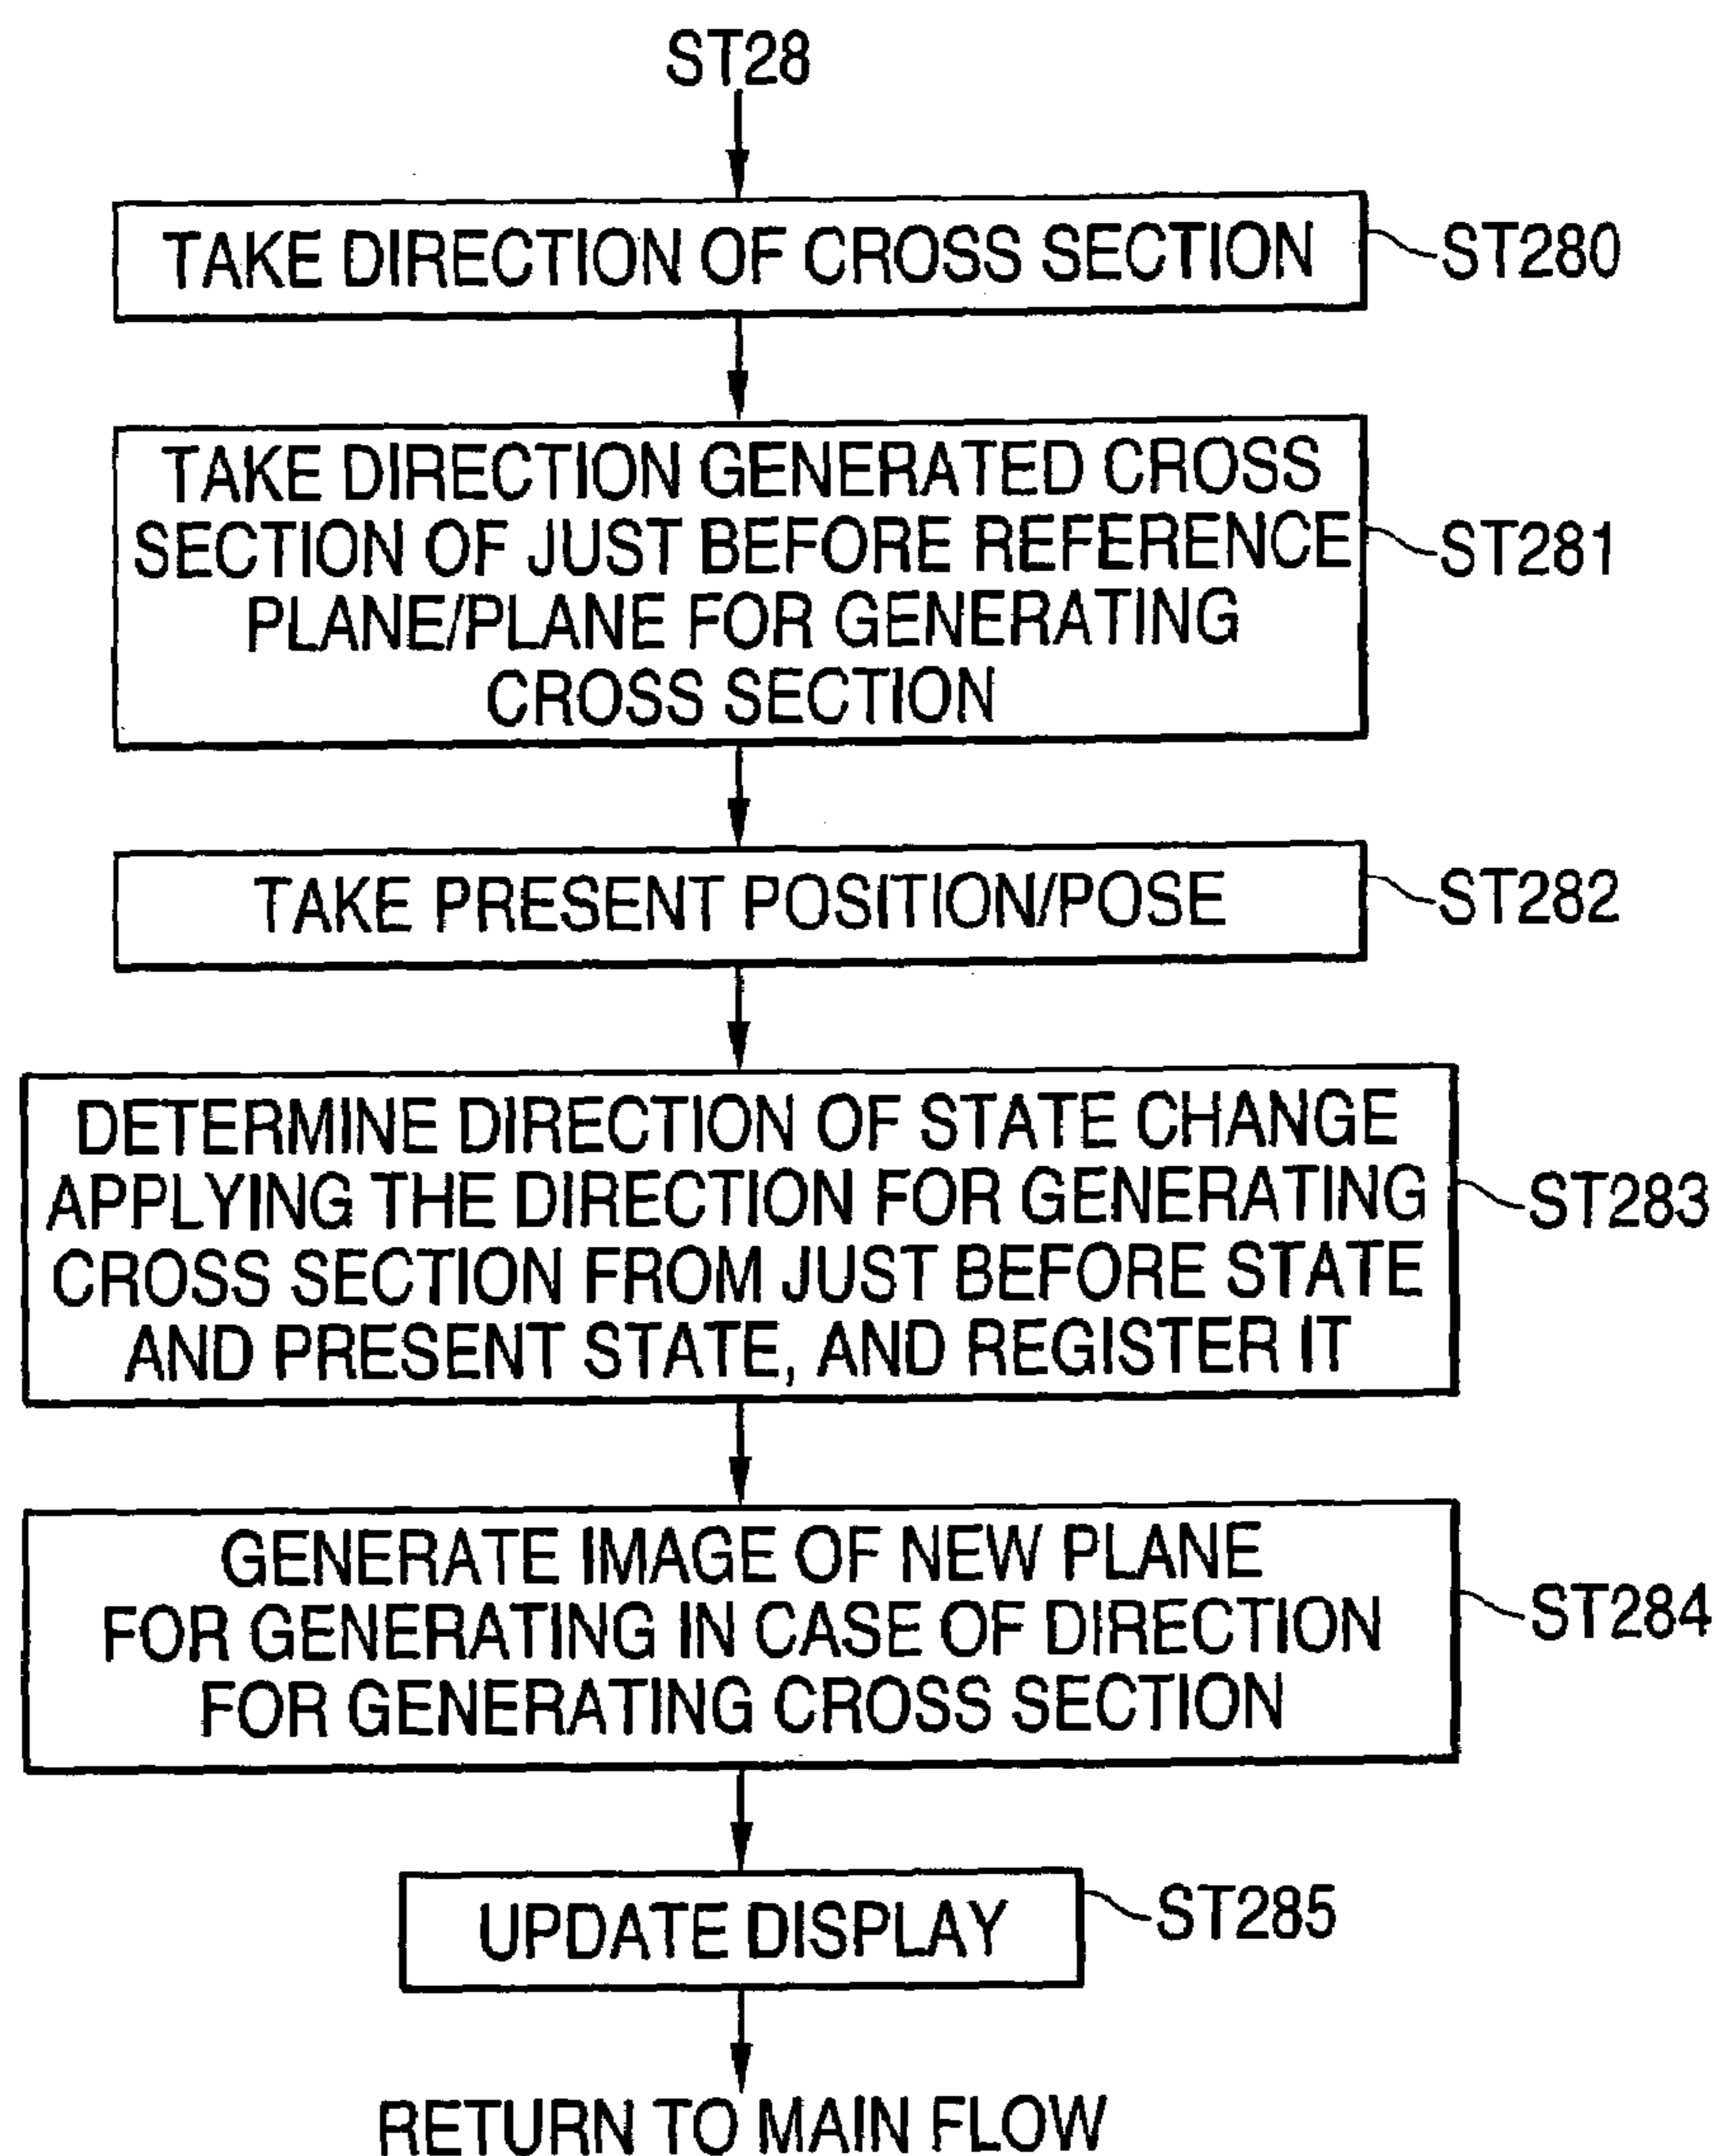 ST28
TAKE DIRECTION OF CROSS SECTION
ST280
TAKE DIRECTION GENERATED CROSS
SECTION OF JUST BEFORE REFERENCE
PLANE/PLANE FOR GENERATING
CROSS SECTION
ST281
TAKE PRESENT POSITION/POSE
ST282
DETERMINE DIRECTION OF STATE CHANGE
APPLYING THE DIRECTION FOR GENERATING
CROSS SECTION FROM JUST BEFORE STATE
AND PRESENT STATE, AND REGISTER IT
ST283
GENERATE IMAGE OF NEW PLANE
FOR GENERATING IN CASE OF DIRECTION
FOR GENERATING CROSS SECTION
ST284
UPDATE DISPLAY
ST285
RETURN TO MAIN FLOW